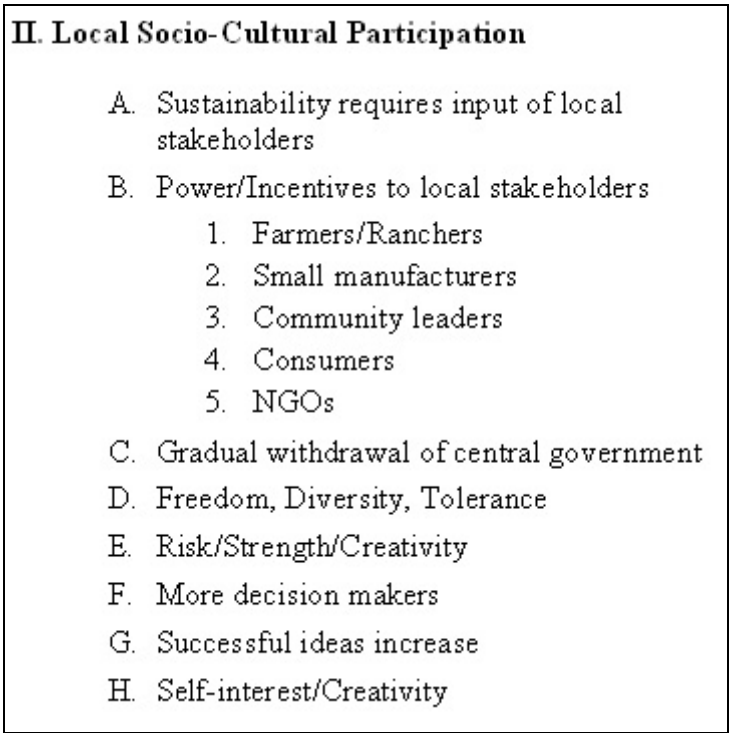 II. Local Socio-Cultural Participation
A. Sustainability requires input of local
stakeholders
B. Power/Incentives to local stakeholders
1. Farmers/Ranchers
2. Small manufacturers
3. Community leaders
4. Consumers
5. NGOs
C. Gradual withdrawal of central government
D. Freedom, Diversity, Tolerance
E. Risk/Strength/Creativity
F. More decision makers
G. Successful ideas increase
H. Self-interest/Creativity